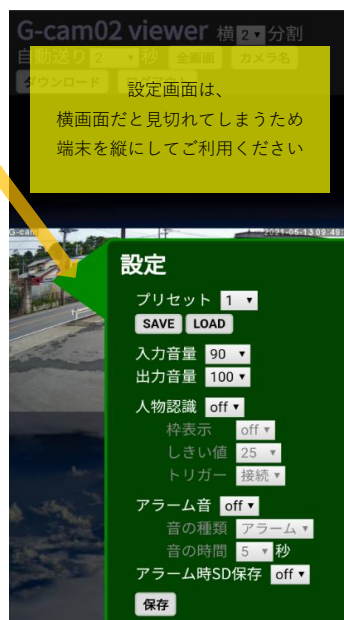 G-cam02 viewer 横 2 分割
自動送り 2 秒 全画面 カメラ名
ダウンロード ログアウト
設定画面は、
横画面だと見切れてしまうため
端末を縦にしてご利用ください
G-cam
2021-05-13 09:49:
設定
プリセット 1
SAVE LOAD
入力音量 90
出力音量 100
人物認識 off
枠表示 off
しきい値 25
トリガー 接続
アラーム音 off
音の種類 アラーム
音の時間 5 秒
アラーム時SD保存 off
保存